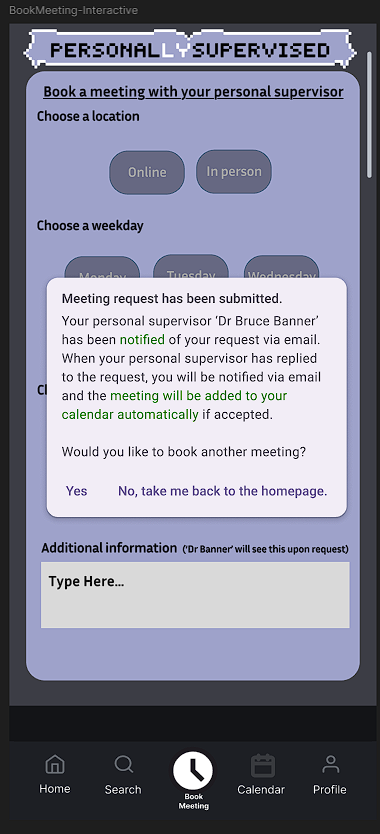 BookMeeting-Interactive
PERSONALLYSUPERVISED
Book a meeting with your personal supervisor
Choose a location
Online
In person
Choose a weekday
Monday
Tuesday
Wednesday
Meeting request has been submitted.
Your personal supervisor ‘Dr Bruce Banner’
has been notified of your request via email.
When your personal supervisor has replied
to the request, you will be notified via email
and the meeting will be added to your
calendar automatically if accepted.
Would you like to book another meeting?
Yes
No, take me back to the homepage.
Additional information (‘Dr Banner’ will see this upon request)
Type Here...
Home
Search
Book
Meeting
Calendar
Profile